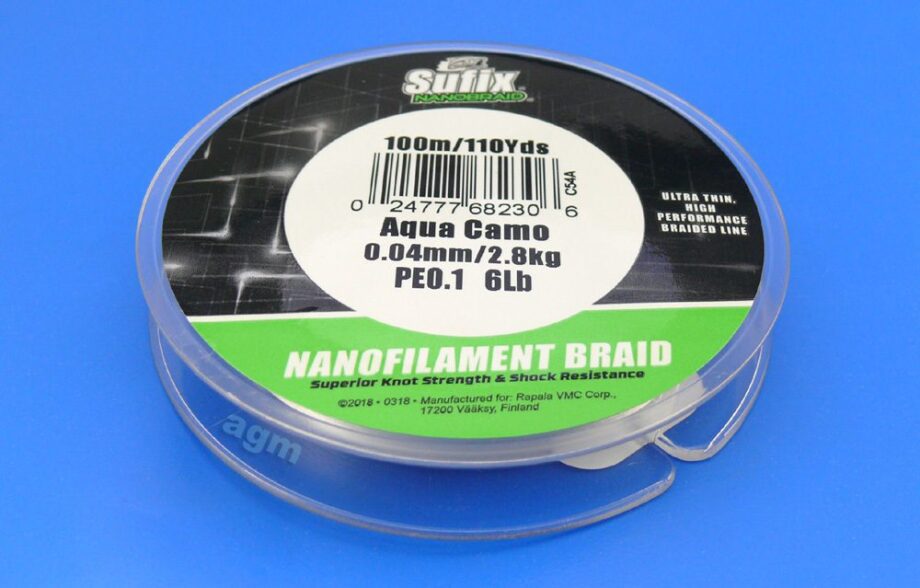 Sufix
NANOBRAID
100m/110Yds
C54A
0 24777 68230 6
Aqua Camo
0.04mm/2.8kg
PE0.1 6Lb
ULTRA THIN,
HIGH
PERFORMANCE
BRAIDED LINE
NANOFILAMENT BRAID
Superior Knot Strength & Shock Resistance
©2018 • 0318 • Manufactured for: Rapala VMC Corp.,
17200 Vääksy, Finland
agm